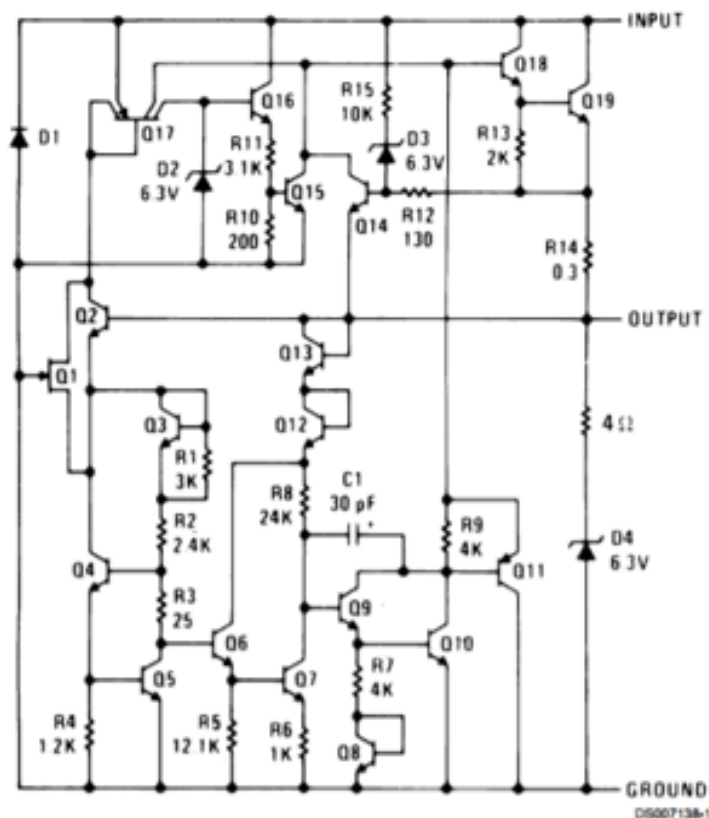 INPUT
Q18
Q16
R15
10K
Q19
D1
Q17
R11
3.1K
D3
6.3V
R13
2K
D2
6.3V
Q15
R10
200
Q14
R12
130
R14
0.3
Q2
OUTPUT
Q1
Q13
Q3
Q12
4Ω
R1
3K
C1
30 pF
+
R8
24K
R2
2.4K
R9
4K
D4
6.3V
Q4
Q11
R3
25
Q9
Q6
Q10
Q5
Q7
R7
4K
R4
1.2K
R5
12.1K
R6
1K
Q8
GROUND
DS007138-1